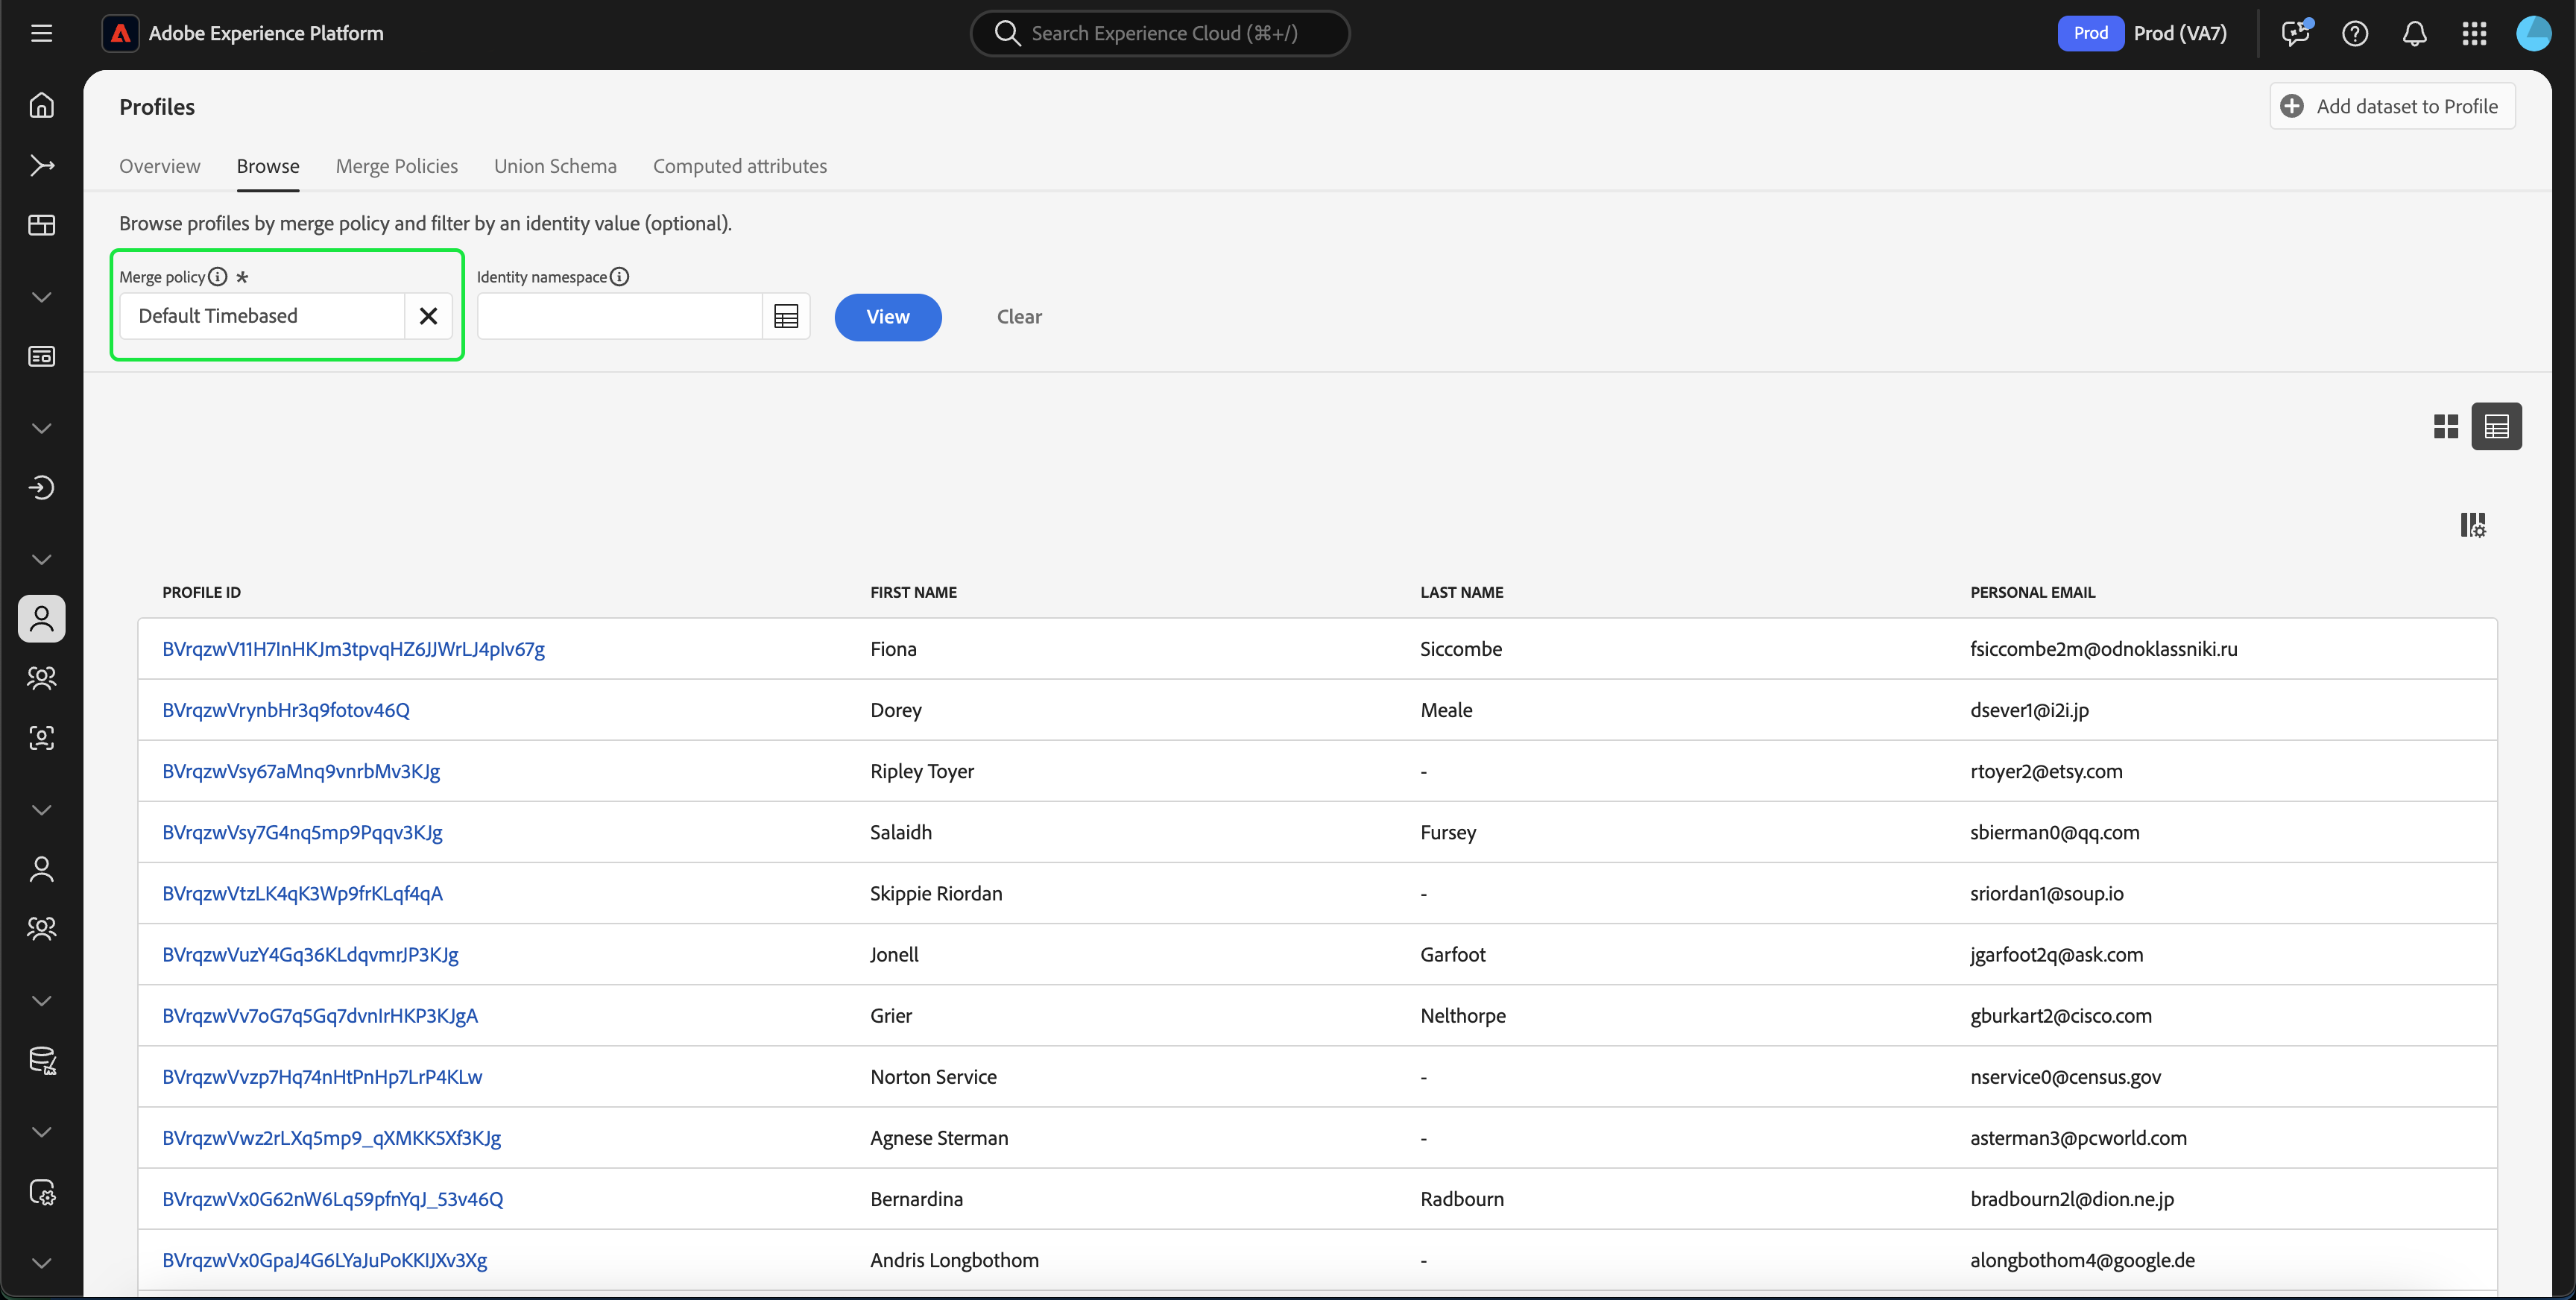 Adobe Experience Platform
Search Experience Cloud (⌘+/)
Prod
Prod (VA7)
Profiles
Add dataset to Profile
Overview Browse Merge Policies Union Schema Computed attributes
Browse profiles by merge policy and filter by an identity value (optional).
Merge policy *
Identity namespace
Default Timebased
View
Clear
PROFILE ID FIRST NAME LAST NAME PERSONAL EMAIL
BVrqzwV11H7InHKJm3tpvqHZ6JJWrLJ4pIv67g Fiona Siccombe fsiccombe2m@odnoklassniki.ru
BVrqzwVrynbHr3q9fotov46Q Dorey Meale dsever1@i2i.jp
BVrqzwVsy67aMnq9vnrbMv3KJg Ripley Toyer - rtoyer2@etsy.com
BVrqzwVsy7G4nq5mp9Pqqv3KJg Salaidh Fursey sbierman0@qq.com
BVrqzwVtzLK4qK3Wp9frKLqf4qA Skippie Riordan - sriordan1@soup.io
BVrqzwVuzY4Gq36KLdqvmrJP3KJg Jonell Garfoot jgarfoot2q@ask.com
BVrqzwVv7oG7q5Gq7dvnIrHKP3KJgA Grier Nelthorpe gburkart2@cisco.com
BVrqzwVvzp7Hq74nHtPnHp7LrP4KLw Norton Service - nservice0@census.gov
BVrqzwVwz2rLXq5mp9_qXMKK5Xf3KJg Agnese Sterman - asterman3@pcworld.com
BVrqzwVx0G62nW6Lq59pfnYqJ_53v46Q Bernardina Radbourn bradbourn2l@dion.ne.jp
BVrqzwVx0GpaJ4G6LYaJuPoKKIJXv3Xg Andris Longbothom - alongbothom4@google.de